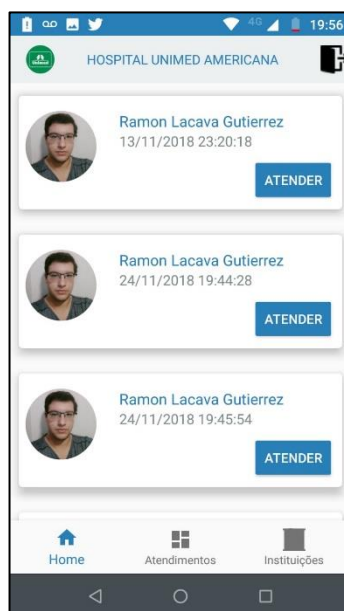 4G 19:56
HOSPITAL UNIMED AMERICANA
Ramon Lacava Gutierrez
13/11/2018 23:20:18
ATENDER
Ramon Lacava Gutierrez
24/11/2018 19:44:28
ATENDER
Ramon Lacava Gutierrez
24/11/2018 19:45:54
ATENDER
Home Atendimentos Instituições